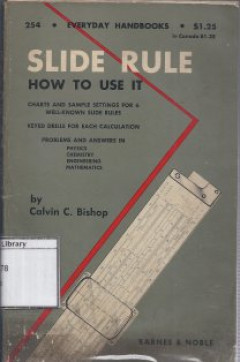 254 • EVERYDAY HANDBOOKS • $1.25
In Canada $1.35
SLIDE RULE
HOW TO USE IT
CHARTS AND SAMPLE SETTINGS FOR 6
WELL-KNOWN SLIDE RULES
KEYED DRILLS FOR EACH CALCULATION
PROBLEMS AND ANSWERS IN
PHYSICS
CHEMISTRY
ENGINEERING
MATHEMATICS
by
Calvin C. Bishop
Library
78
BARNES & NOBLE